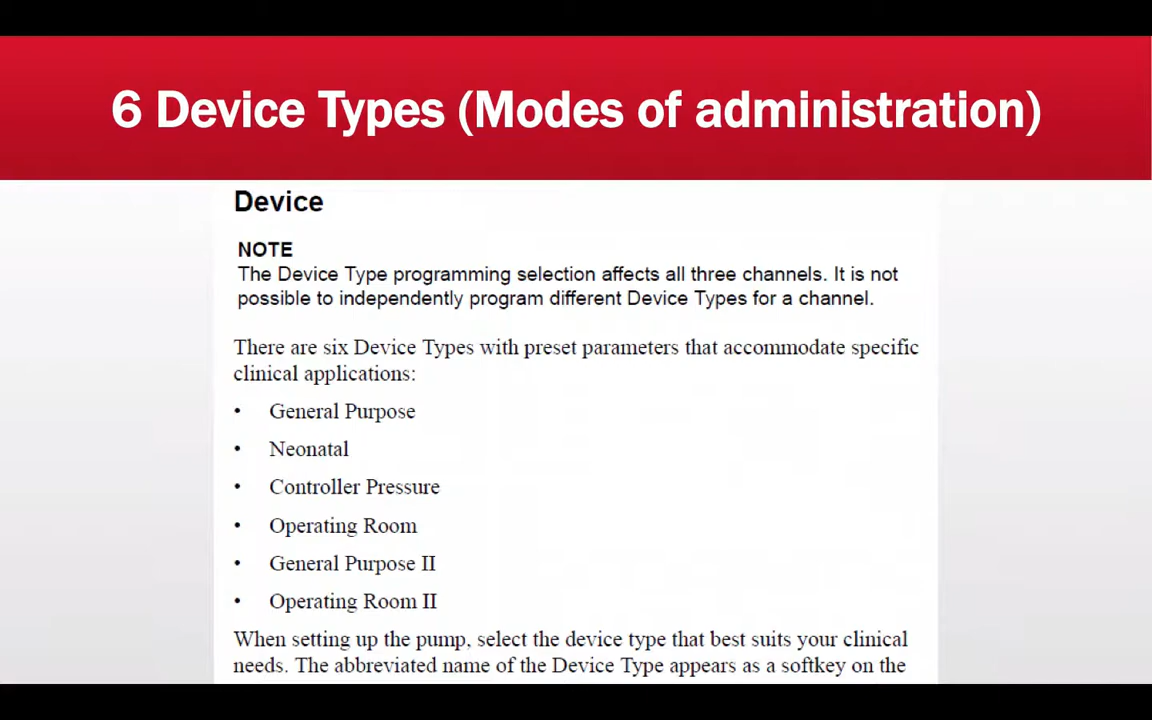 6 Device Types (Modes of administration)
Device
NOTE
The Device Type programming selection affects all three channels. It is not
possible to independently program different Device Types for a channel.
There are six Device Types with preset parameters that accommodate specific
clinical applications:
• General Purpose
• Neonatal
• Controller Pressure
• Operating Room
• General Purpose II
• Operating Room II
When setting up the pump, select the device type that best suits your clinical
needs. The abbreviated name of the Device Type appears as a softkey on the